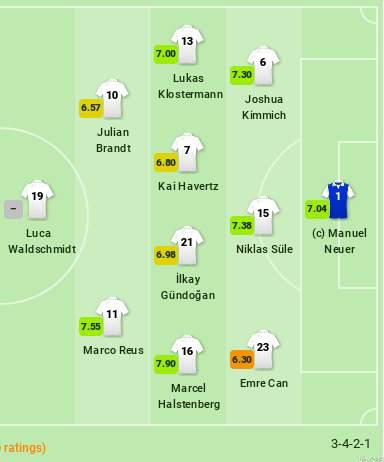 13
7.00
Lukas
Klostermann
6
7.30
Joshua
Kimmich
10
6.57
Julian
Brandt
7
6.80
Kai Havertz
19
–
Luca
Waldschmidt
1
7.04
(c) Manuel
Neuer
15
7.38
Niklas Süle
21
6.98
İlkay
Gündoğan
11
7.55
Marco Reus
16
7.90
Marcel
Halstenberg
23
6.30
Emre Can
3-4-2-1
ratings)